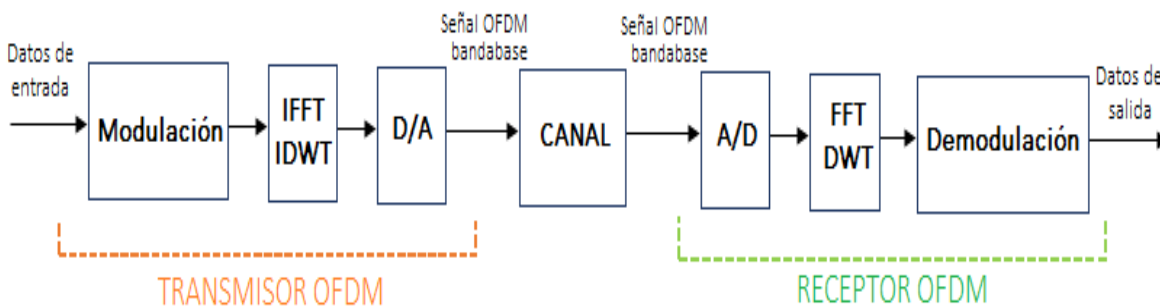 Datos de
entrada
Modulación
IFFT
IDWT
D/A
Señal OFDM
bandabase
CANAL
Señal OFDM
bandabase
A/D
FFT
DWT
Demodulación
Datos de
salida
TRANSMISOR OFDM
RECEPTOR OFDM